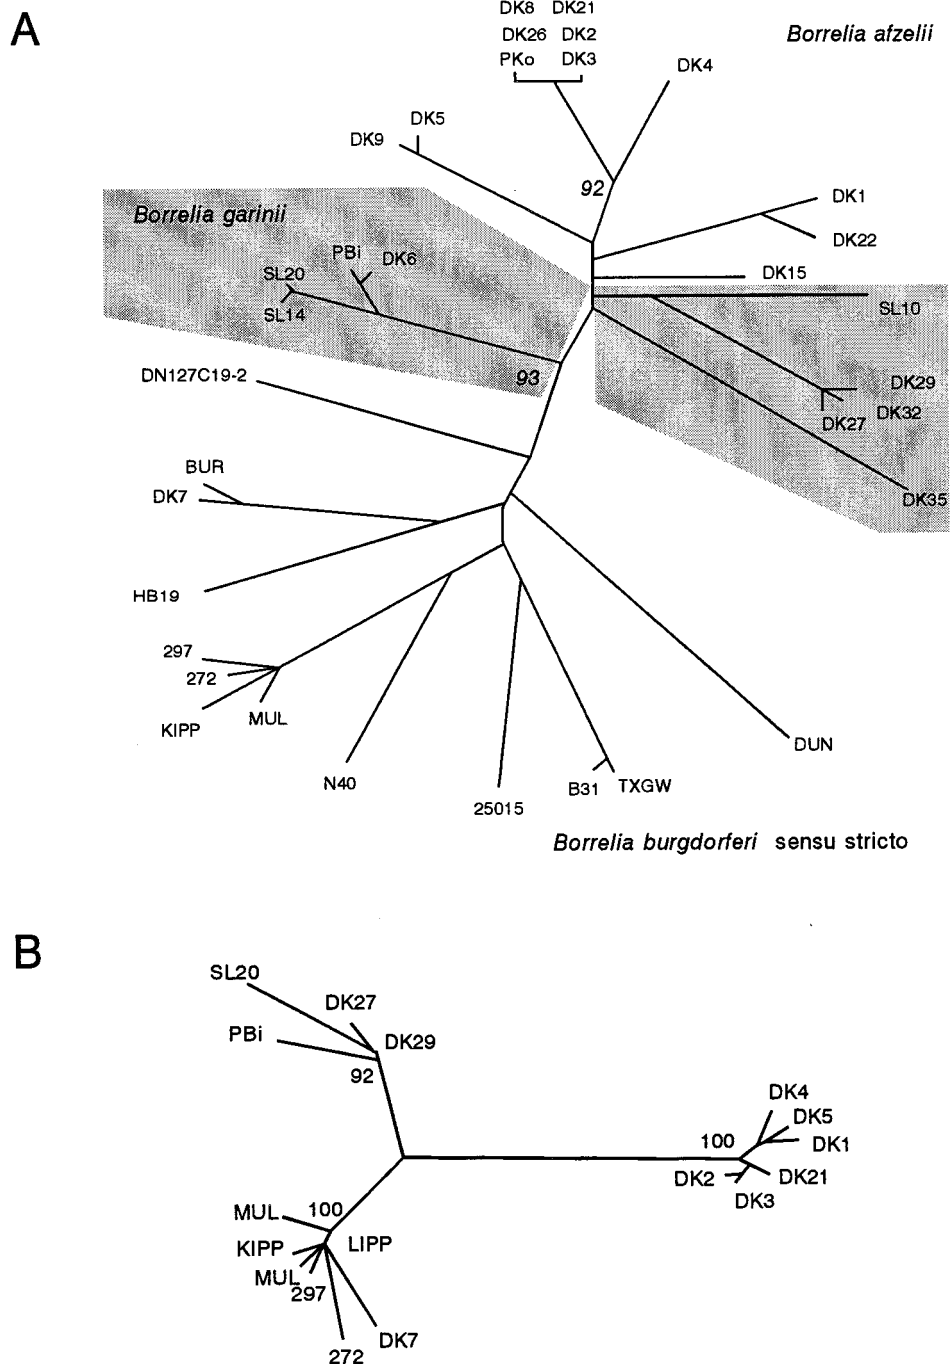 A
DK8 DK21
DK26 DK2
PKo DK3
Borrelia afzelii
DK4
DK5
DK9
92
DK1
Borrelia garinii
DK22
PBi
DK6
SL20
DK15
SL14
SL10
93
DN127C19-2
DK29
DK32
DK27
BUR
DK7
DK35
HB19
297
272
KIPP
MUL
DUN
N40
B31
TXGW
25015
Borrelia burgdorferi sensu stricto
B
SL20
DK27
PBi
DK29
92
DK4
DK5
100
DK1
DK2
DK21
DK3
MUL
100
KIPP
LIPP
MUL
297
DK7
272